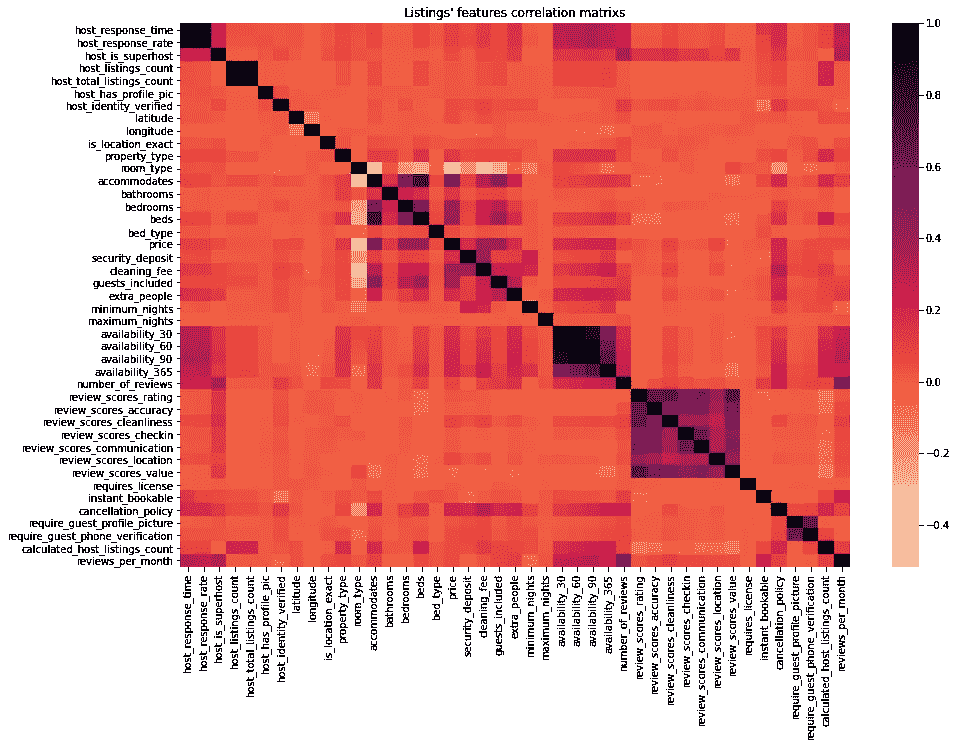 Listings' features correlation matrixs
host_response_time
host_response_rate
host_is_superhost
host_listings_count
host_total_listings_count
host_has_profile_pic
host_identity_verified
latitude
longitude
is_location_exact
property_type
room_type
accommodates
bathrooms
bedrooms
beds
bed_type
price
security_deposit
cleaning_fee
guests_included
extra_people
minimum_nights
maximum_nights
availability_30
availability_60
availability_90
availability_365
number_of_reviews
review_scores_rating
review_scores_accuracy
review_scores_cleanliness
review_scores_checkin
review_scores_communication
review_scores_location
review_scores_value
requires_license
instant_bookable
cancellation_policy
require_guest_profile_picture
require_guest_phone_verification
calculated_host_listings_count
reviews_per_month
host_response_time
host_response_rate
host_is_superhost
host_listings_count
host_total_listings_count
host_has_profile_pic
host_identity_verified
latitude
longitude
is_location_exact
property_type
room_type
accommodates
bathrooms
bedrooms
beds
bed_type
price
security_deposit
cleaning_fee
guests_included
extra_people
minimum_nights
maximum_nights
availability_30
availability_60
availability_90
availability_365
number_of_reviews
review_scores_rating
review_scores_accuracy
review_scores_cleanliness
review_scores_checkin
review_scores_communication
review_scores_location
review_scores_value
requires_license
instant_bookable
cancellation_policy
require_guest_profile_picture
require_guest_phone_verification
calculated_host_listings_count
reviews_per_month
1.0
0.8
0.6
0.4
0.2
0.0
−0.2
−0.4